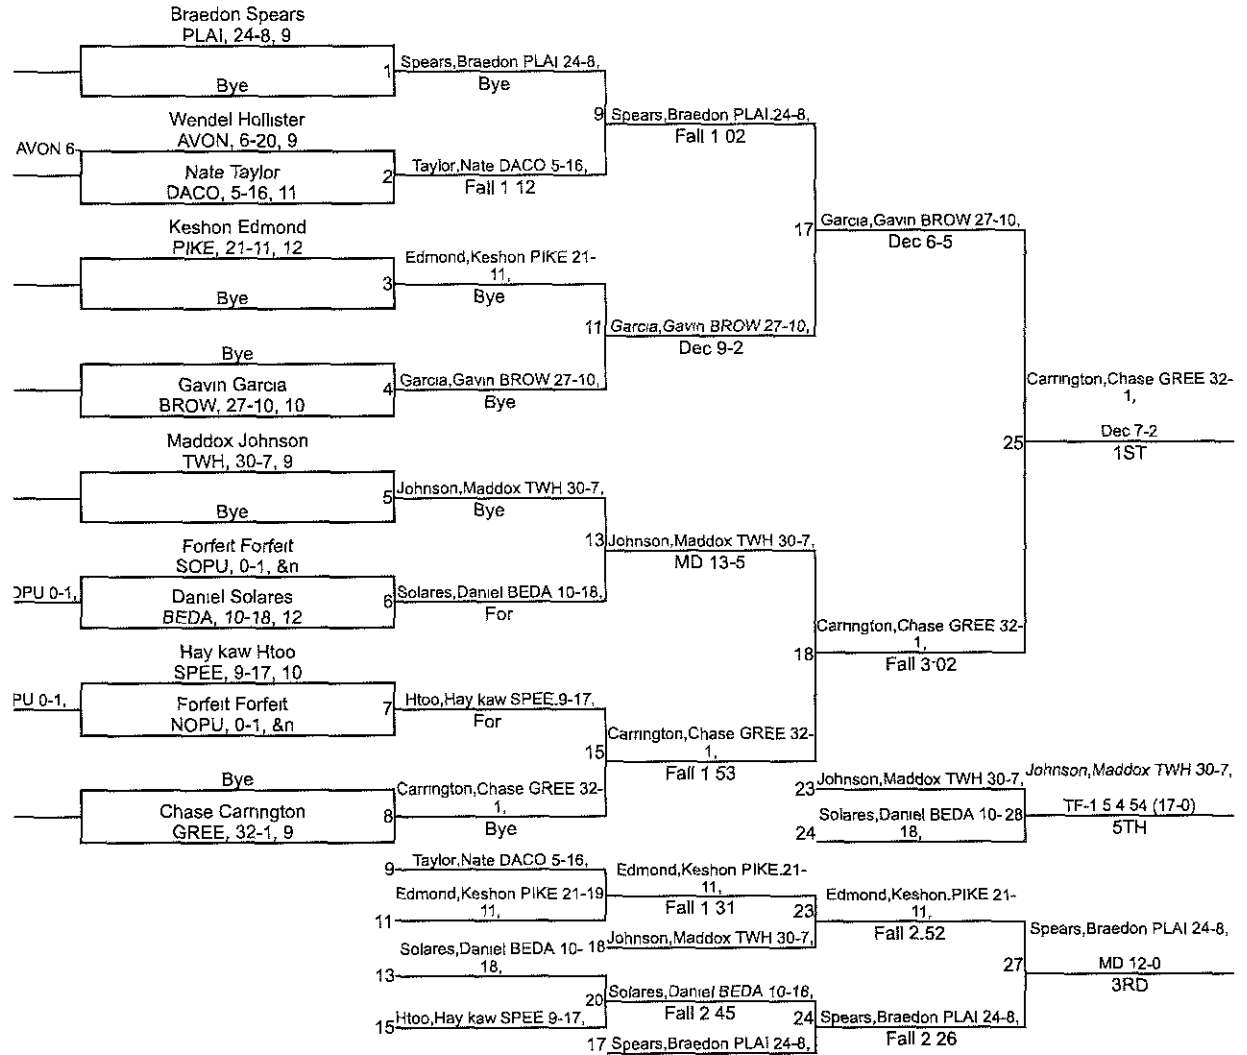 Braedon Spears
PLAI, 24-8, 9
1
Spears,Braedon PLAI 24-8,
Bye
Bye
9
Spears,Braedon PLAI.24-8,
Fall 1 02
Wendel Hollister
AVON, 6-20, 9
AVON 6-
Nate Taylor
DACO, 5-16, 11
2
Taylor,Nate DACO 5-16,
Fall 1 12
17
Garcia,Gavin BROW 27-10,
Dec 6-5
Keshon Edmond
PIKE, 21-11, 12
3
Edmond,Keshon PIKE 21-
11,
Bye
Bye
11
Garcia,Gavin BROW 27-10,
Dec 9-2
Bye
Gavin Garcia
BROW, 27-10, 10
4
Garcia,Gavin BROW 27-10,
Bye
Carrington,Chase GREE 32-
1,
25
Dec 7-2
1ST
Maddox Johnson
TWH, 30-7, 9
5
Johnson,Maddox TWH 30-7,
Bye
Bye
13
Johnson,Maddox TWH 30-7,
MD 13-5
Forfeit Forfeit
SOPU, 0-1, &n
OPU 0-1,
Daniel Solares
BEDA, 10-18, 12
6
Solares,Daniel BEDA 10-18,
For
18
Carrington,Chase GREE 32-
1,
Fall 3-02
Hay kaw Htoo
SPEE, 9-17, 10
PU 0-1,
Forfeit Forfeit
NOPU, 0-1, &n
7
Htoo,Hay kaw SPEE.9-17,
For
15
Carrington,Chase GREE 32-
1,
Fall 1 53
Bye
Chase Carrington
GREE, 32-1, 9
8
Carrington,Chase GREE 32-
1,
Bye
23
Johnson,Maddox TWH 30-7,
Johnson,Maddox TWH 30-7,
24
Solares,Daniel BEDA 10-
18,
28
TF-1 5 4 54 (17-0)
5TH
9
Taylor,Nate DACO 5-16,
11
Edmond,Keshon PIKE 21-
11,
19
Edmond,Keshon PIKE.21-
11,
Fall 1 31
18
Johnson,Maddox TWH 30-7,
23
Edmond,Keshon.PIKE 21-
11,
Fall 2.52
13
Solares,Daniel BEDA 10-
18,
15
Htoo,Hay kaw SPEE 9-17,
20
Solares,Daniel BEDA 10-18,
Fall 2 45
17
Spears,Braedon PLAI 24-8,
24
Spears,Braedon PLAI 24-8,
Fall 2 26
27
Spears,Braedon PLAI 24-8,
MD 12-0
3RD